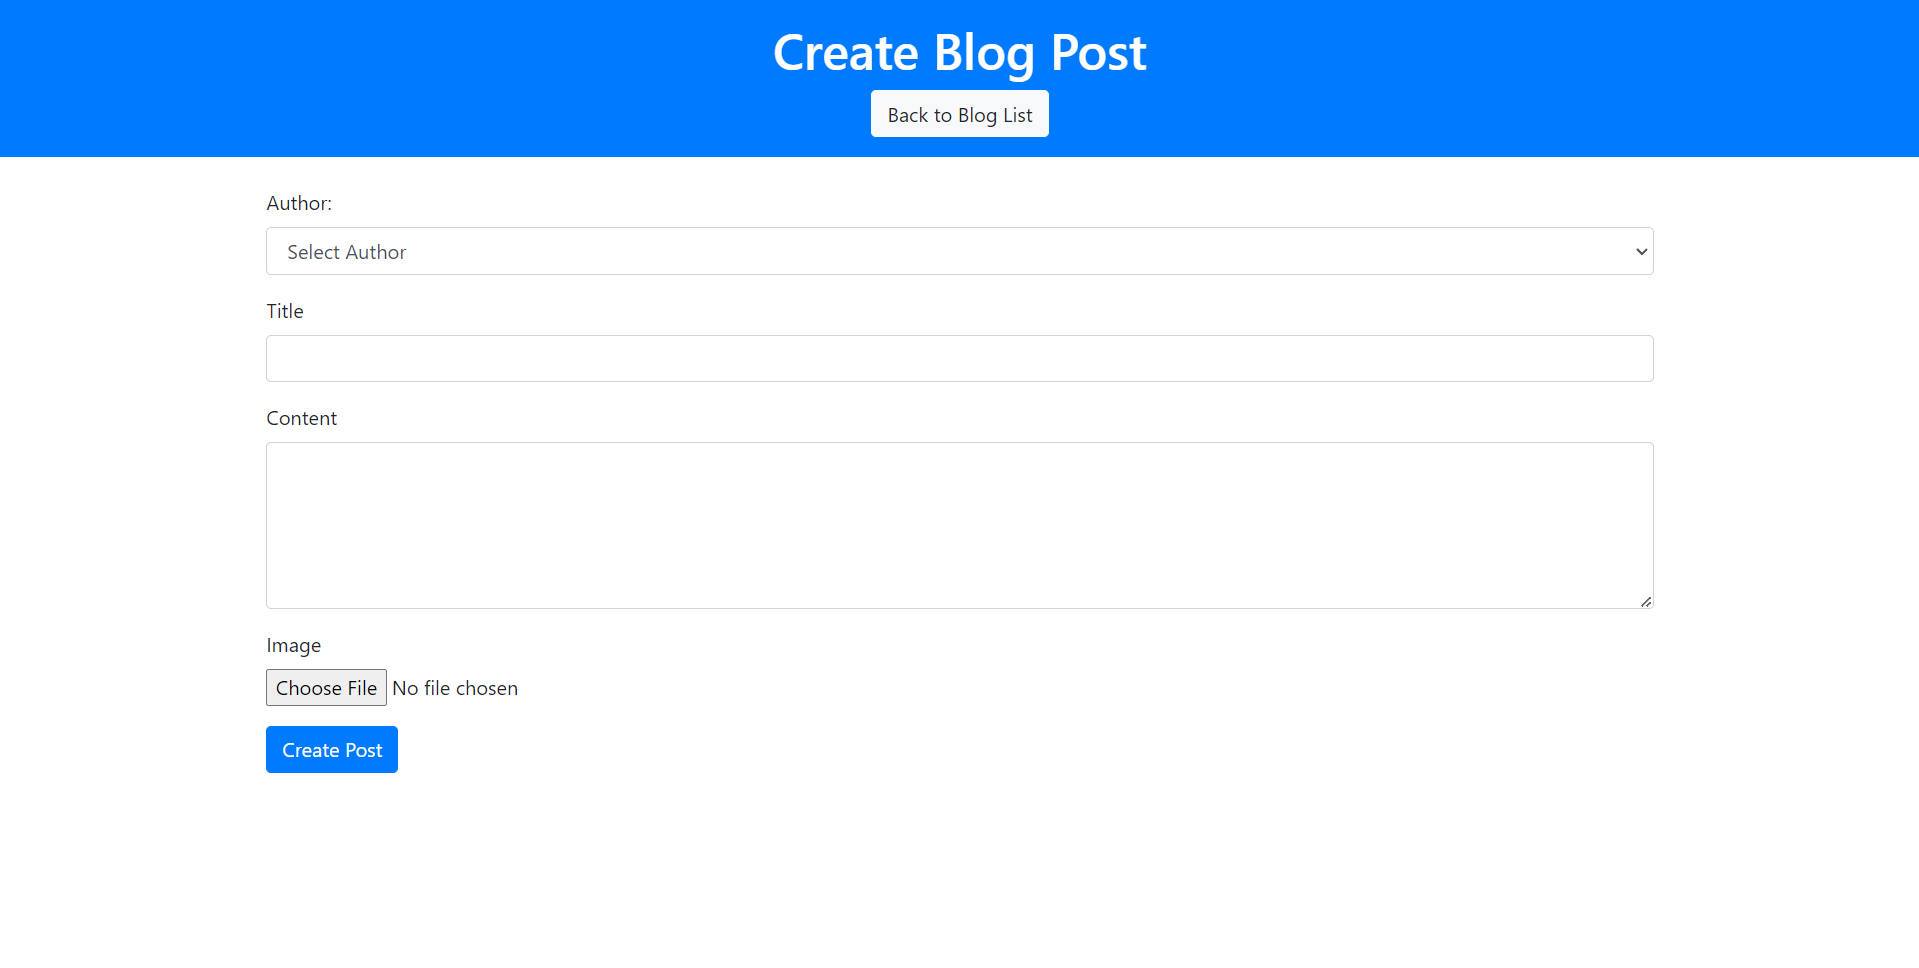 Create Blog Post
Back to Blog List
Author:
Select Author
Title
Content
Image
Choose File No file chosen
Create Post